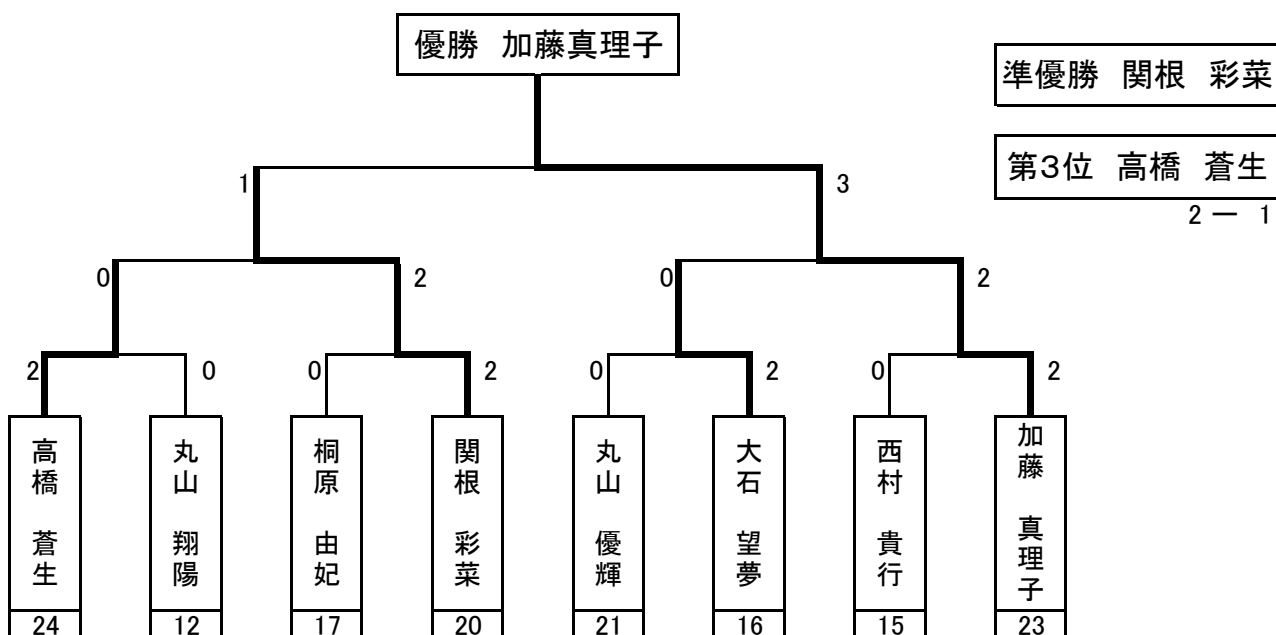 優勝　加藤真理子
準優勝　関根　彩菜
第3位　高橋　蒼生
2 ー 1
1
3
0
2
0
2
2
0
0
2
0
2
0
2
高橋　蒼生
丸山　翔陽
桐原　由妃
関根　彩菜
丸山　優輝
大石　望夢
西村　貴行
加藤　真理子
24
12
17
20
21
16
15
23